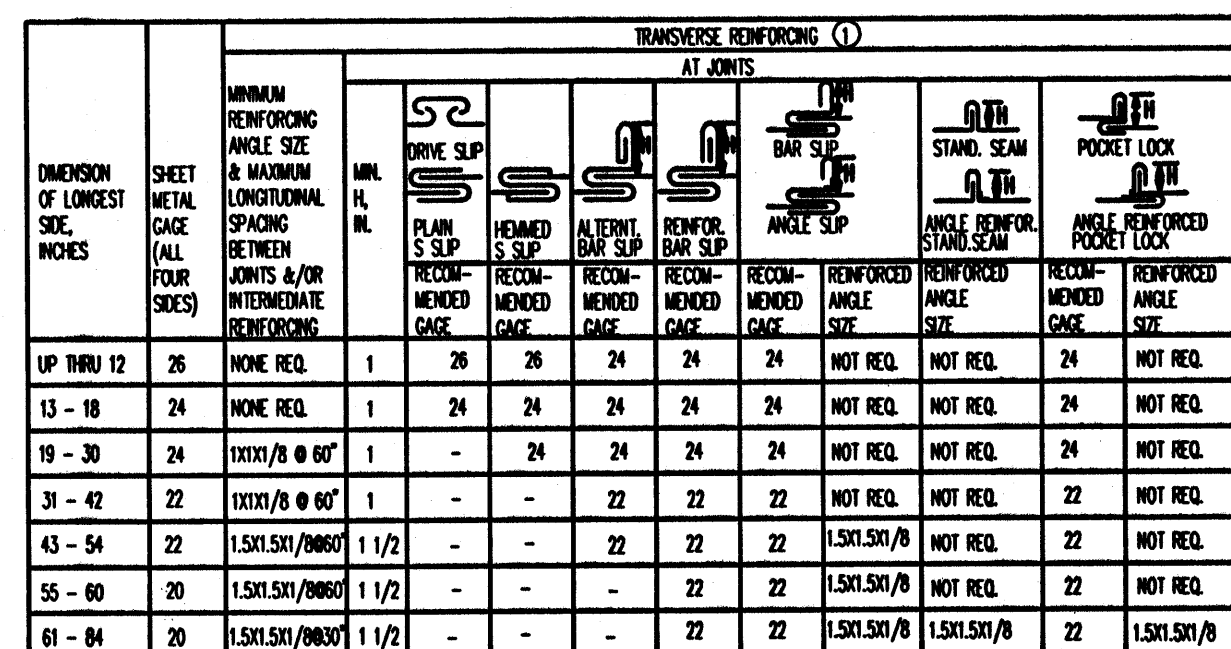 TRANSVERSE REINFORCING 1
AT JOINTS
DIMENSION
OF LONGEST
SIDE,
INCHES
SHEET
METAL
GAGE
(ALL
FOUR
SIDES)
MINIMUM
REINFORCING
ANGLE SIZE
& MAXIMUM
LONGITUDINAL
SPACING
BETWEEN
JOINTS &/OR
INTERMEDIATE
REINFORCING
MIN.
H,
IN.
DRIVE SLIP
PLAIN
S SLIP
HEMMED
S SLIP
H
ALTERNT.
BAR SLIP
H
REINFOR.
BAR SLIP
H
BAR SLIP
H
ANGLE SLIP
H
STAND. SEAM
H
ANGLE REINFOR.
STAND.SEAM
H
POCKET LOCK
H
ANGLE REINFORCED
POCKET LOCK
RECOM-
MENDED
GAGE
RECOM-
MENDED
GAGE
RECOM-
MENDED
GAGE
RECOM-
MENDED
GAGE
RECOM-
MENDED
GAGE
REINFORCED
ANGLE
SIZE
REINFORCED
ANGLE
SIZE
RECOM-
MENDED
GAGE
REINFORCED
ANGLE
SIZE
UP THRU 12 26 NONE REQ. 1 26 26 24 24 24 NOT REQ. NOT REQ. 24 NOT REQ.
13 - 18 24 NONE REQ. 1 24 24 24 24 24 NOT REQ. NOT REQ. 24 NOT REQ.
19 - 30 24 1X1X1/8 @ 60" 1 - 24 24 24 24 NOT REQ. NOT REQ. 24 NOT REQ.
31 - 42 22 1X1X1/8 @ 60" 1 - - 22 22 22 NOT REQ. NOT REQ. 22 NOT REQ.
43 - 54 22 1.5X1.5X1/8@60" 1 1/2 - - 22 22 22 1.5X1.5X1/8 NOT REQ. 22 NOT REQ.
55 - 60 20 1.5X1.5X1/8@60" 1 1/2 - - - 22 22 1.5X1.5X1/8 NOT REQ. 22 NOT REQ.
61 - 84 20 1.5X1.5X1/8@30" 1 1/2 - - - 22 22 1.5X1.5X1/8 1.5X1.5X1/8 22 1.5X1.5X1/8